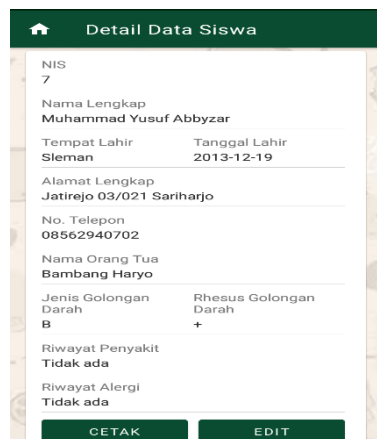 Detail Data Siswa
NIS
7
Nama Lengkap
Muhammad Yusuf Abbyzar
Tempat Lahir Tanggal Lahir
Sleman 2013-12-19
Alamat Lengkap
Jatirejo 03/021 Sariharjo
No. Telepon
08562940702
Nama Orang Tua
Bambang Haryo
Jenis Golongan Rhesus Golongan
Darah Darah
B +
Riwayat Penyakit
Tidak ada
Riwayat Alergi
Tidak ada
CETAK EDIT